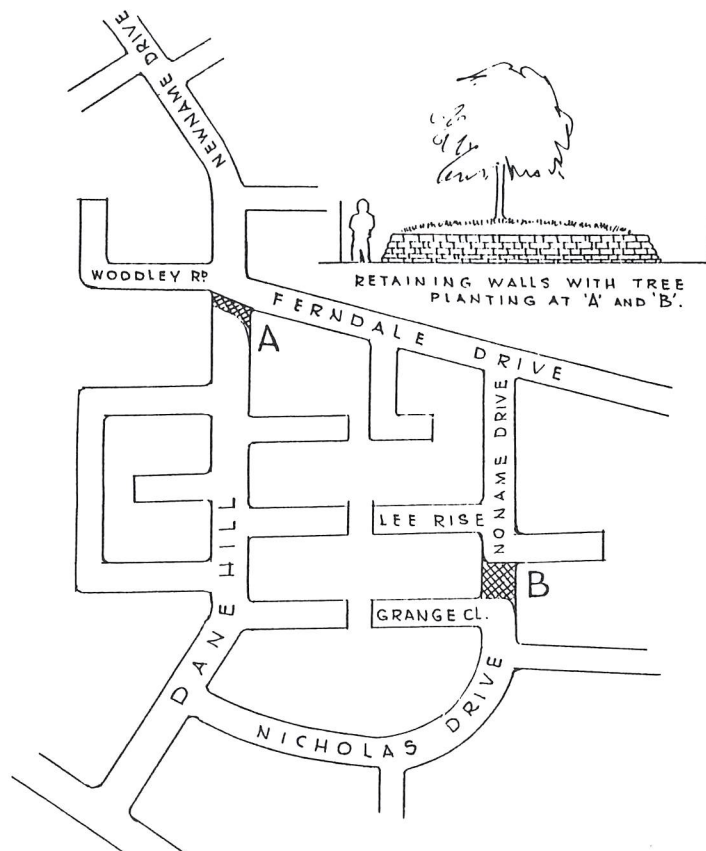 NEWNAME DRIVE
WOODLEY RD.
RETAINING WALLS WITH TREE
PLANTING AT 'A' AND 'B'.
FERNDALE DRIVE
A
NONAME DRIVE
LEE RISE
DANE HILL
B
GRANGE CL.
NICHOLAS DRIVE